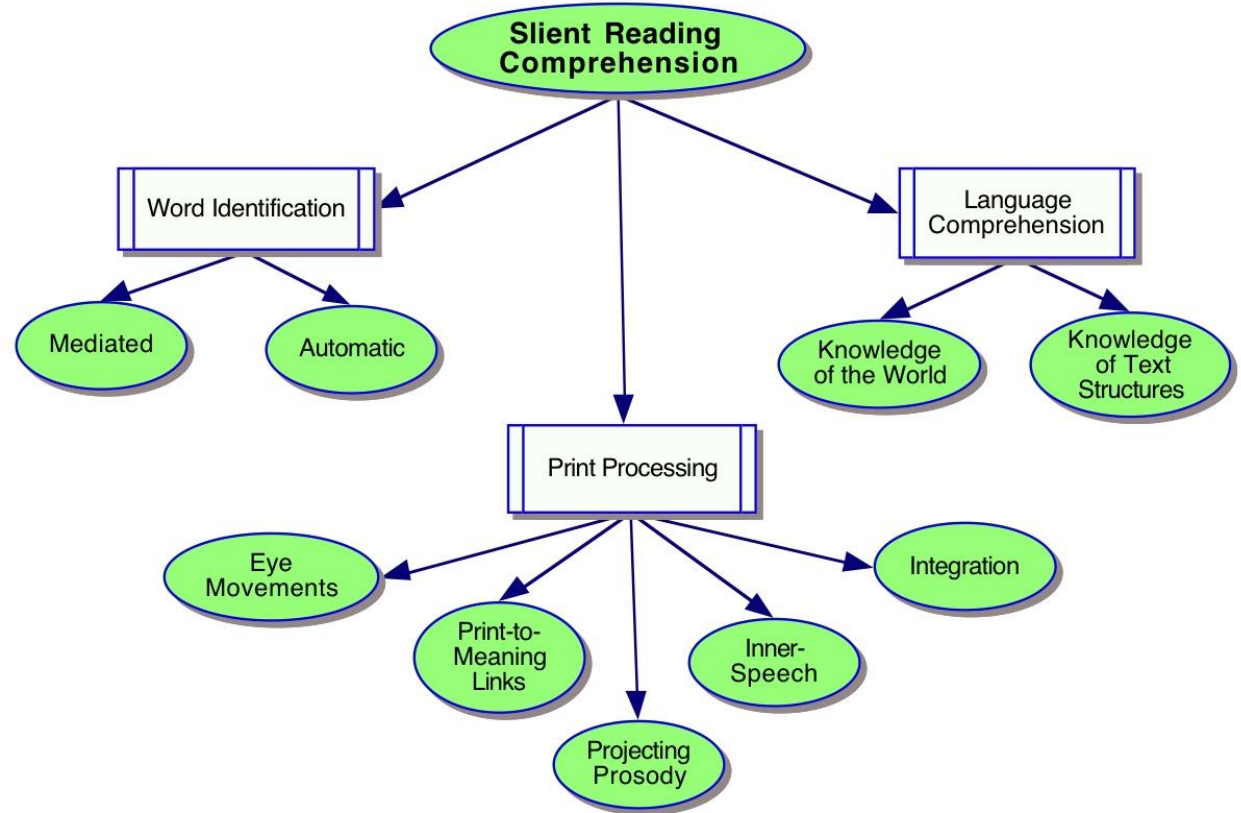 Slient Reading
Comprehension
Word Identification
Language
Comprehension
Mediated
Automatic
Knowledge
of the World
Knowledge
of Text
Structures
Print Processing
Eye
Movements
Print-to-
Meaning
Links
Projecting
Prosody
Inner-
Speech
Integration